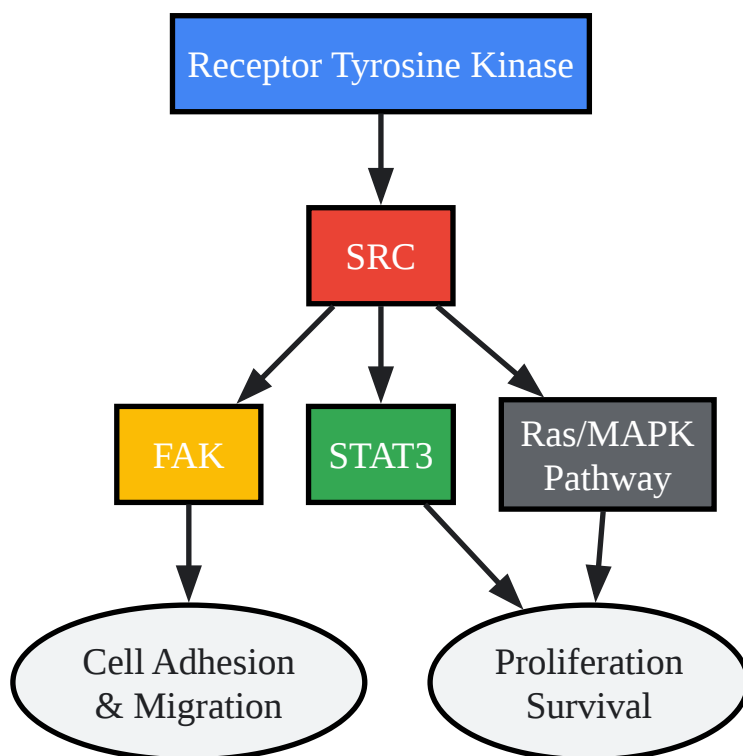 Receptor Tyrosine Kinase
SRC
FAK
STAT3
Ras/MAPK
Pathway
Cell Adhesion
& Migration
Proliferation
Survival